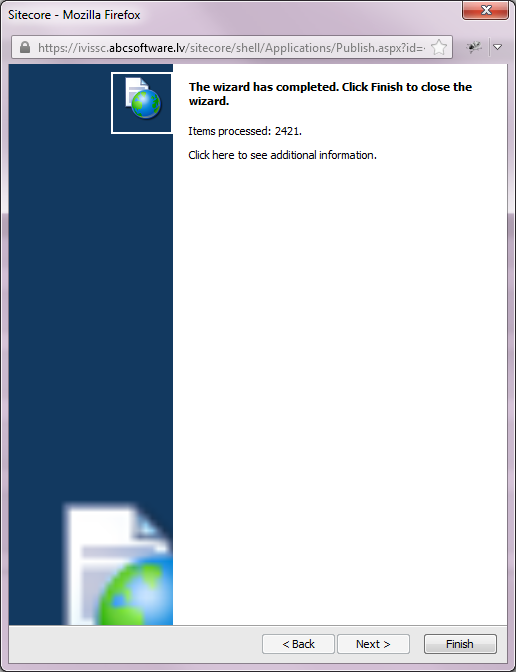 Sitecore - Mozilla Firefox
https://ivissc.abcsoftware.lv/sitecore/shell/Applications/Publish.aspx?id=
The wizard has completed. Click Finish to close the
wizard.
Items processed: 2421.
Click here to see additional information.
< Back Next > Finish